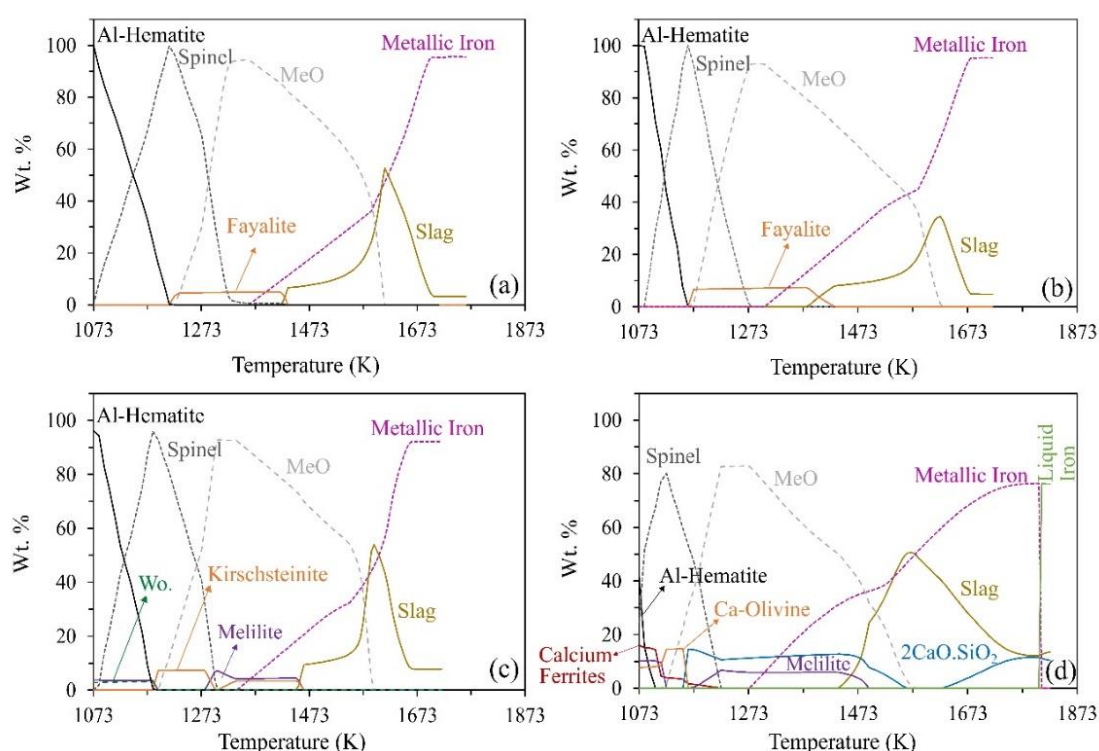 Al-Hematite
Spinel
MeO
Metallic Iron
Fayalite
Slag
(a)
Wt. %
100
80
60
40
20
0
1073 1273 1473 1673 1873
Temperature (K)
Al-Hematite
Spinel
MeO
Metallic Iron
Fayalite
Slag
(b)
Wt. %
100
80
60
40
20
0
1073 1273 1473 1673 1873
Temperature (K)
Al-Hematite
Spinel
MeO
Metallic Iron
Wo.
Kirschsteinite
Melilite
Slag
(c)
Wt. %
100
80
60
40
20
0
1073 1273 1473 1673 1873
Temperature (K)
Spinel
MeO
Metallic Iron
Liquid
Iron
Al-Hematite
Ca-Olivine
Slag
Calcium
Ferrites
Melilite
2CaO.SiO₂
(d)
Wt. %
100
80
60
40
20
0
1073 1273 1473 1673 1873
Temperature (K)